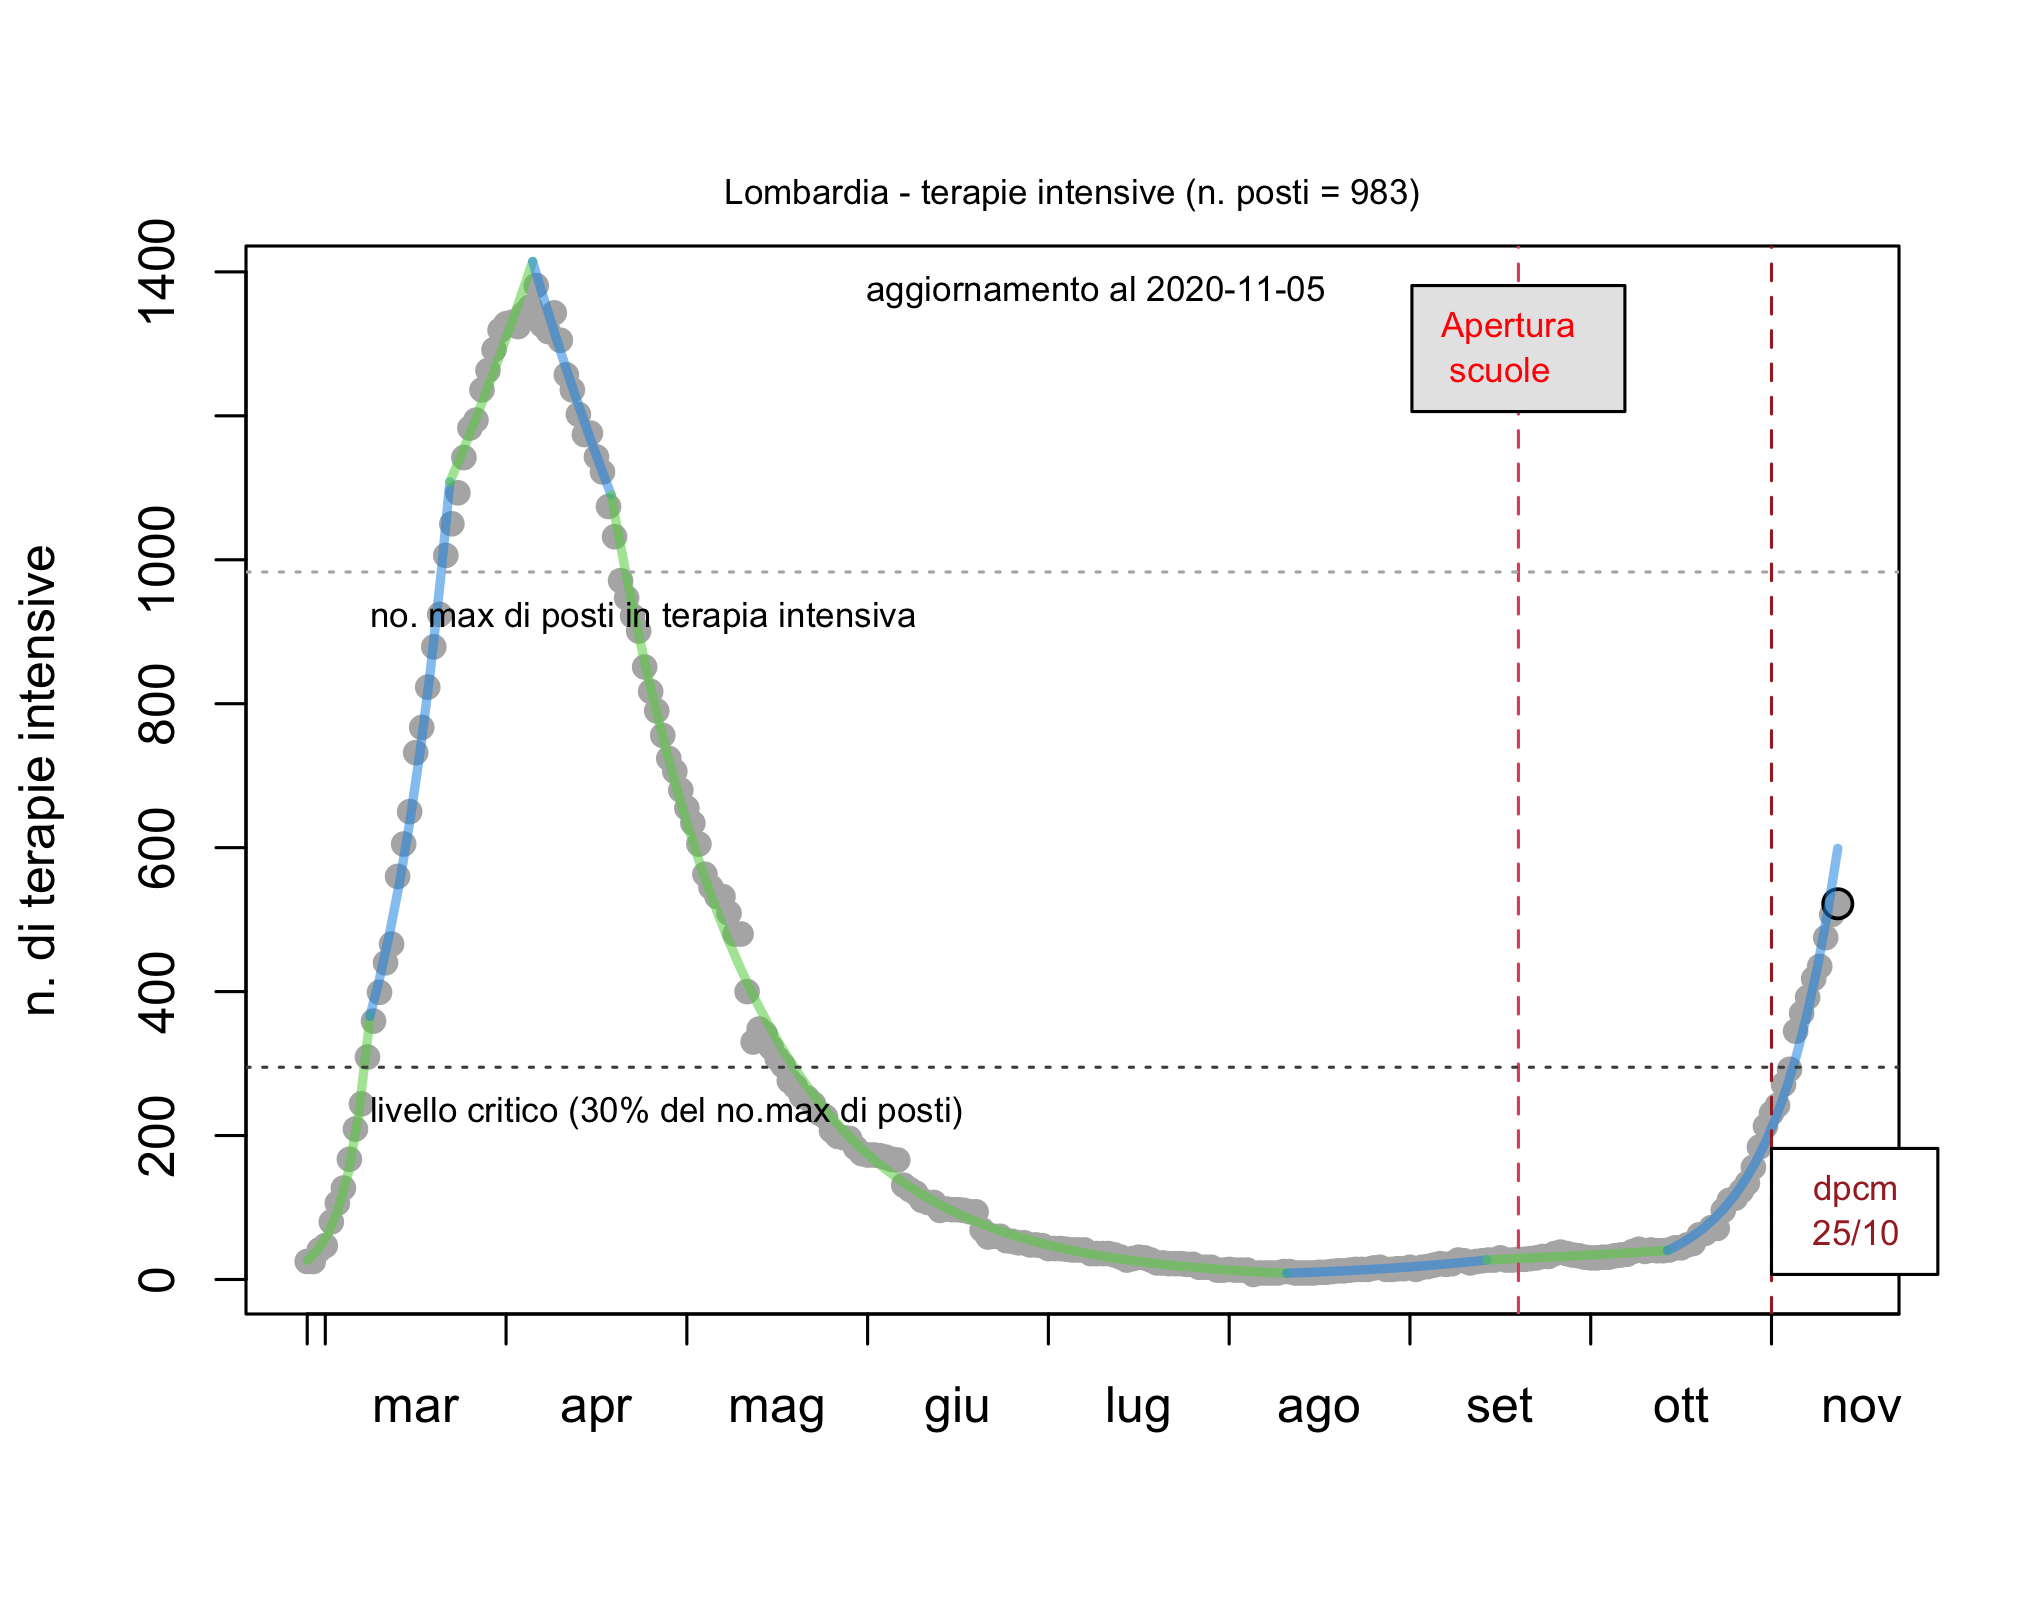 Lombardia - terapie intensive (n. posti = 983)
aggiornamento al 2020-11-05
Apertura
scuole
no. max di posti in terapia intensiva
livello critico (30% del no.max di posti)
dpcm
25/10
n. di terapie intensive
1400
1000
800
600
400
200
0
mar apr mag giu lug ago set ott nov